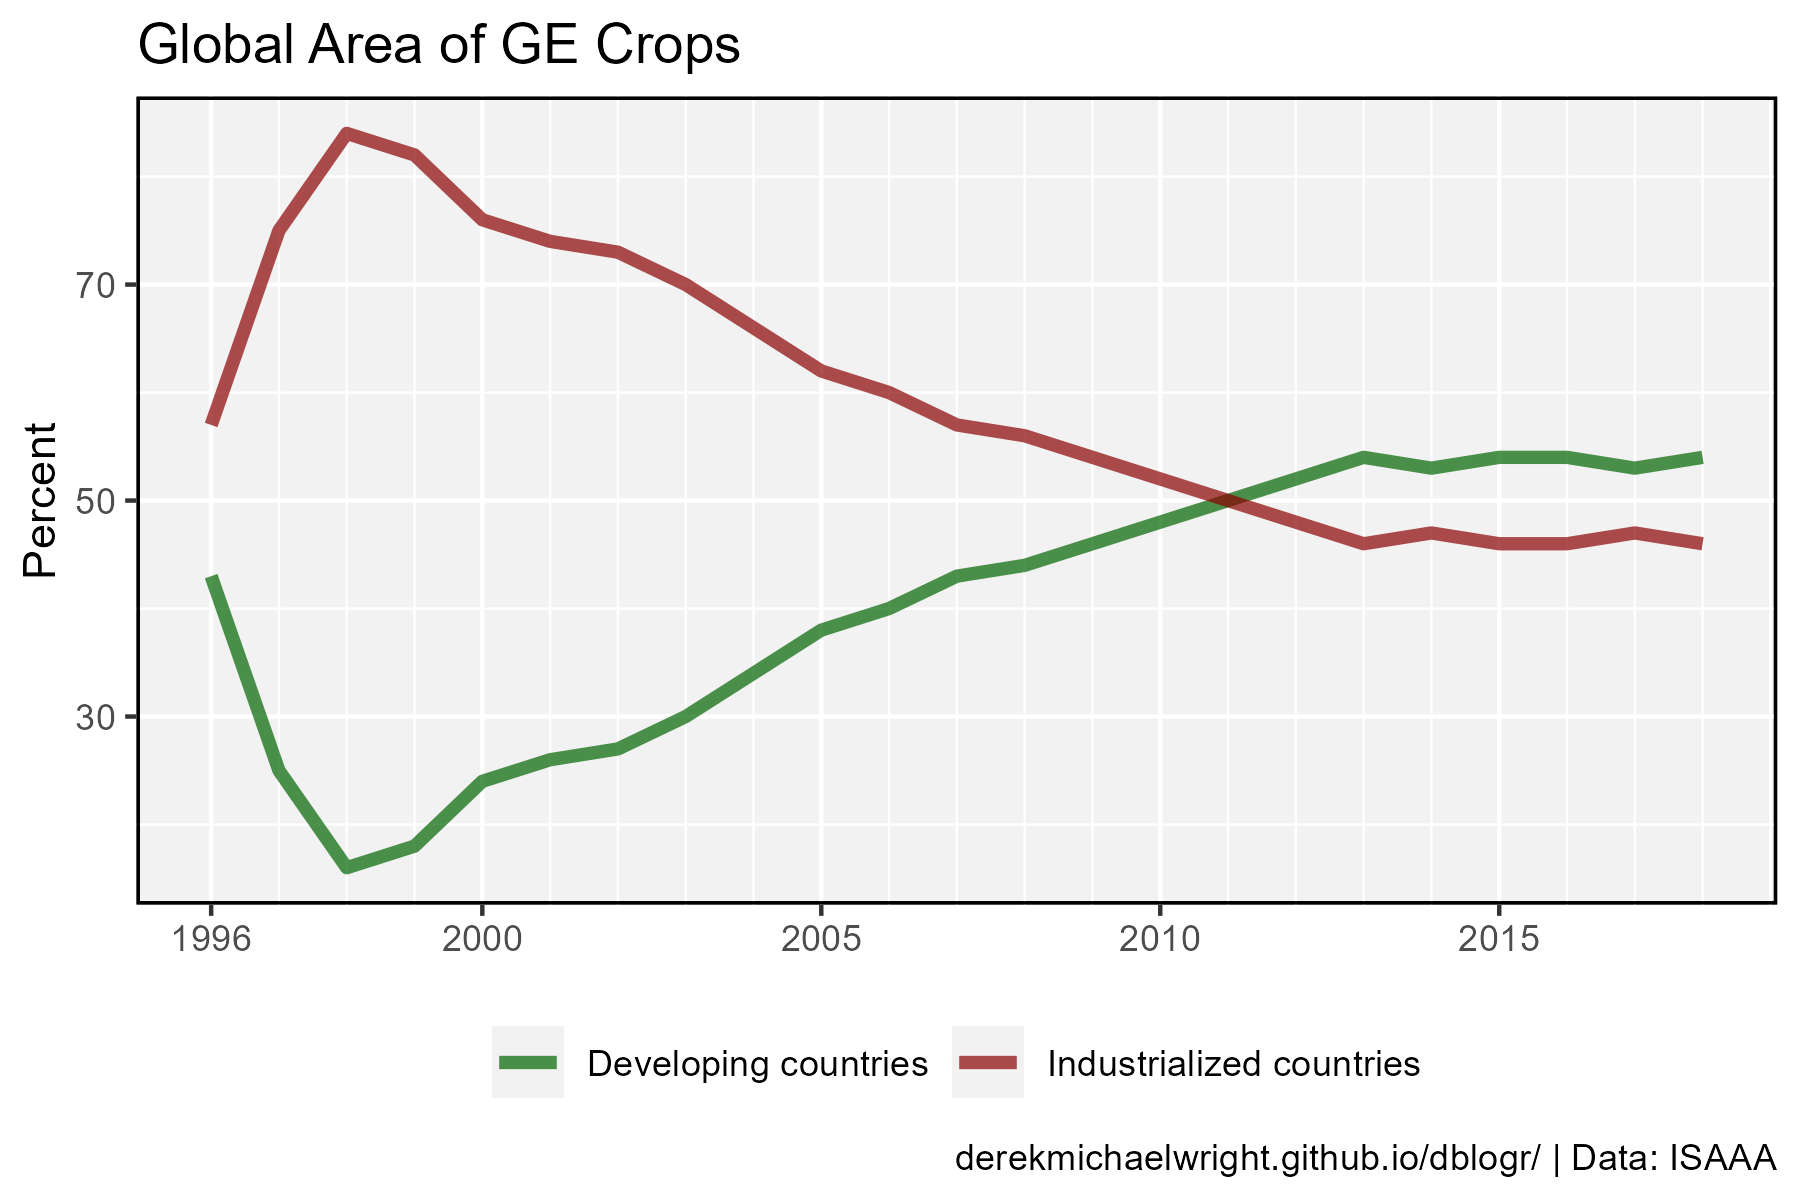 Global Area of GE Crops
Percent
70
50
30
1996 2000 2005 2010 2015
Developing countries Industrialized countries
derekmichaelwright.github.io/dblogr/ | Data: ISAAA